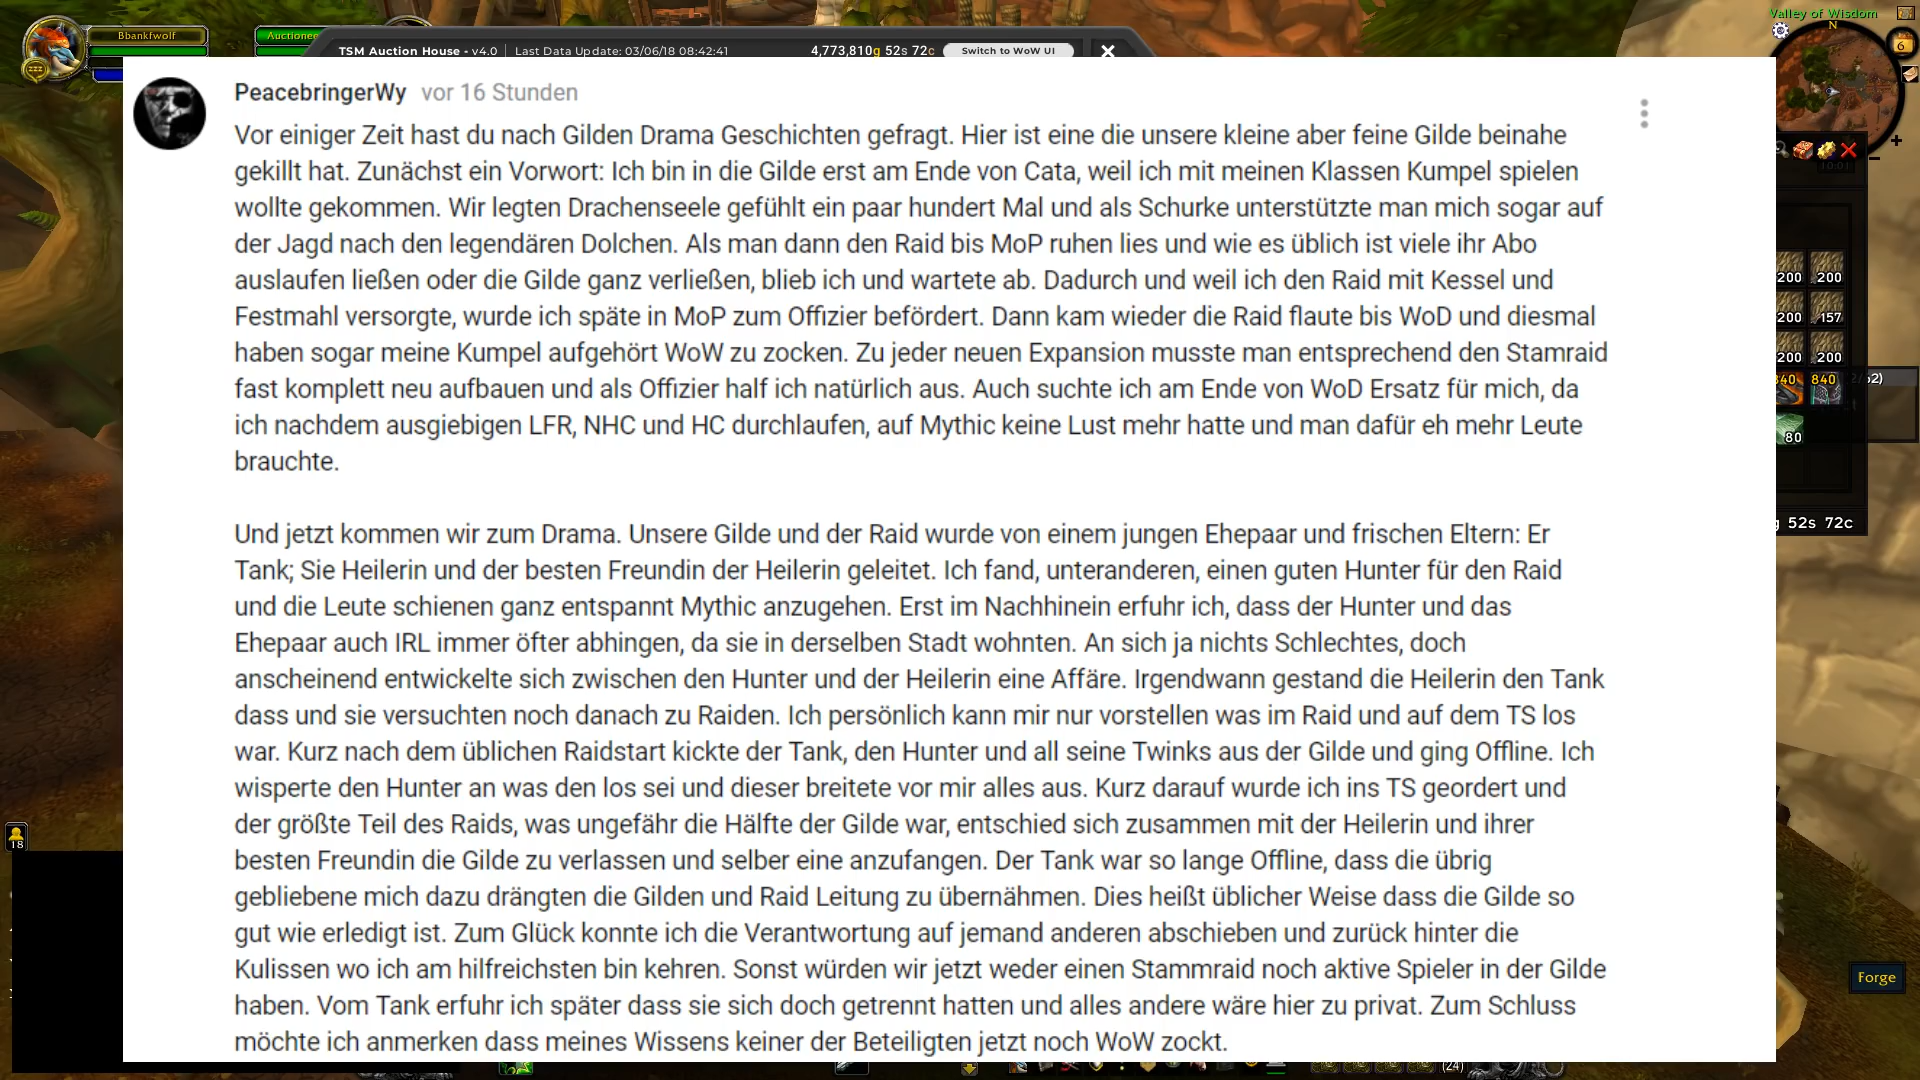 Valley of Wisdom
Bbankfwolf
Auctionee
TSM Auction House - v4.0 | Last Data Update: 03/06/18 08:42:41
4,773,810g 52s 72c
Switch to WoW UI
N
6
PeacebringerWy vor 16 Stunden
Vor einiger Zeit hast du nach Gilden Drama Geschichten gefragt. Hier ist eine die unsere kleine aber feine Gilde beinahe
gekillt hat. Zunächst ein Vorwort: Ich bin in die Gilde erst am Ende von Cata, weil ich mit meinen Klassen Kumpel spielen
wollte gekommen. Wir legten Drachenseele gefühlt ein paar hundert Mal und als Schurke unterstützte man mich sogar auf
der Jagd nach den legendären Dolchen. Als man dann den Raid bis MoP ruhen lies und wie es üblich ist viele ihr Abo
auslaufen ließen oder die Gilde ganz verließen, blieb ich und wartete ab. Dadurch und weil ich den Raid mit Kessel und
Festmahl versorgte, wurde ich späte in MoP zum Offizier befördert. Dann kam wieder die Raid flaute bis WoD und diesmal
haben sogar meine Kumpel aufgehört WoW zu zocken. Zu jeder neuen Expansion musste man entsprechend den Stamraid
fast komplett neu aufbauen und als Offizier half ich natürlich aus. Auch suchte ich am Ende von WoD Ersatz für mich, da
ich nachdem ausgiebigen LFR, NHC und HC durchlaufen, auf Mythic keine Lust mehr hatte und man dafür eh mehr Leute
brauchte.
Und jetzt kommen wir zum Drama. Unsere Gilde und der Raid wurde von einem jungen Ehepaar und frischen Eltern: Er
Tank; Sie Heilerin und der besten Freundin der Heilerin geleitet. Ich fand, unteranderen, einen guten Hunter für den Raid
und die Leute schienen ganz entspannt Mythic anzugehen. Erst im Nachhinein erfuhr ich, dass der Hunter und das
Ehepaar auch IRL immer öfter abhingen, da sie in derselben Stadt wohnten. An sich ja nichts Schlechtes, doch
anscheinend entwickelte sich zwischen den Hunter und der Heilerin eine Affäre. Irgendwann gestand die Heilerin den Tank
dass und sie versuchten noch danach zu Raiden. Ich persönlich kann mir nur vorstellen was im Raid und auf dem TS los
war. Kurz nach dem üblichen Raidstart kickte der Tank, den Hunter und all seine Twinks aus der Gilde und ging Offline. Ich
wisperte den Hunter an was den los sei und dieser breitete vor mir alles aus. Kurz darauf wurde ich ins TS geordert und
der größte Teil des Raids, was ungefähr die Hälfte der Gilde war, entschied sich zusammen mit der Heilerin und ihrer
besten Freundin die Gilde zu verlassen und selber eine anzufangen. Der Tank war so lange Offline, dass die übrig
gebliebene mich dazu drängten die Gilden und Raid Leitung zu übernähmen. Dies heißt üblicher Weise dass die Gilde so
gut wie erledigt ist. Zum Glück konnte ich die Verantwortung auf jemand anderen abschieben und zurück hinter die
Kulissen wo ich am hilfreichsten bin kehren. Sonst würden wir jetzt weder einen Stammraid noch aktive Spieler in der Gilde
haben. Vom Tank erfuhr ich später dass sie sich doch getrennt hatten und alles andere wäre hier zu privat. Zum Schluss
möchte ich anmerken dass meines Wissens keiner der Beteiligten jetzt noch WoW zockt.
200 200
200 157
200 200
840
80
52s 72c
18
Forge
(24)